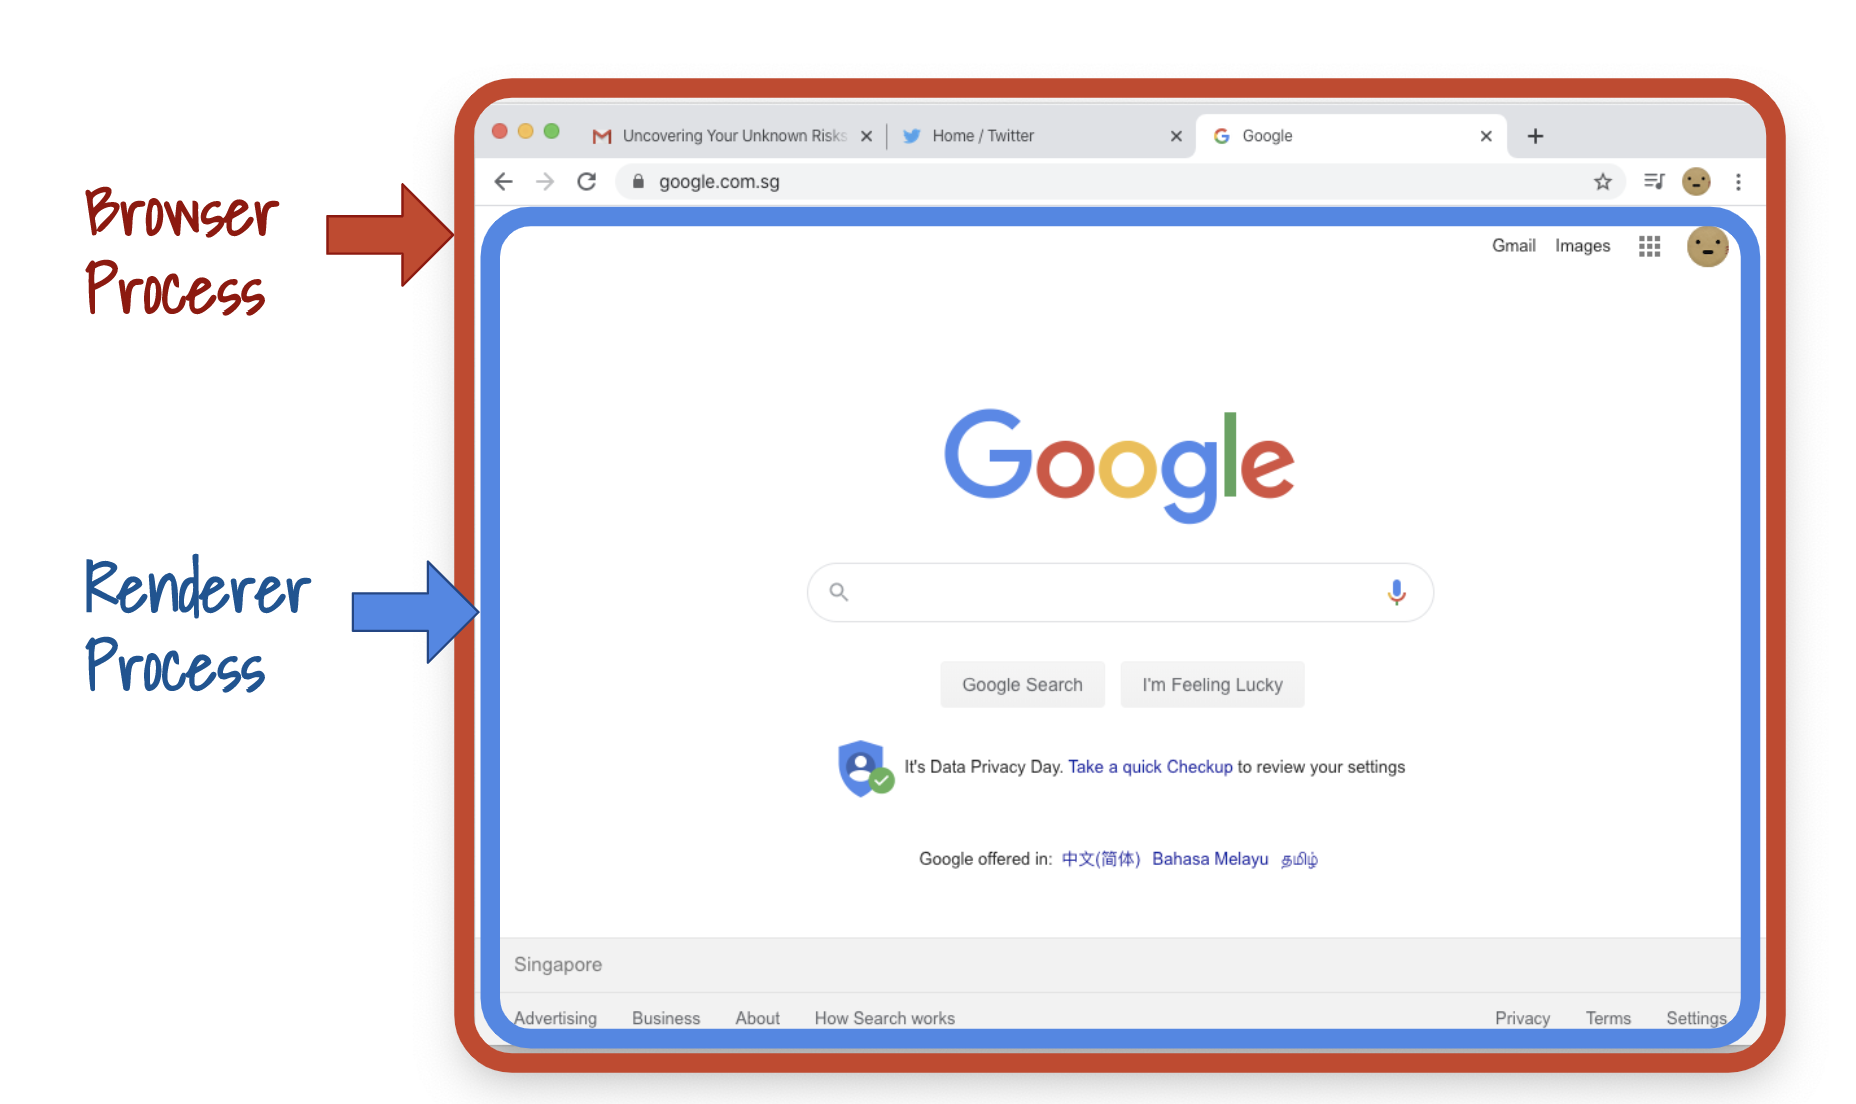 Browser
Process
Renderer
Process
Uncovering Your Unknown Risks
Home / Twitter
Google
google.com.sg
Gmail Images
Google
Google Search I'm Feeling Lucky
It's Data Privacy Day. Take a quick Checkup to review your settings
Google offered in: 中文(简体) Bahasa Melayu தமிழ்
Singapore
Advertising Business About How Search works Privacy Terms Settings